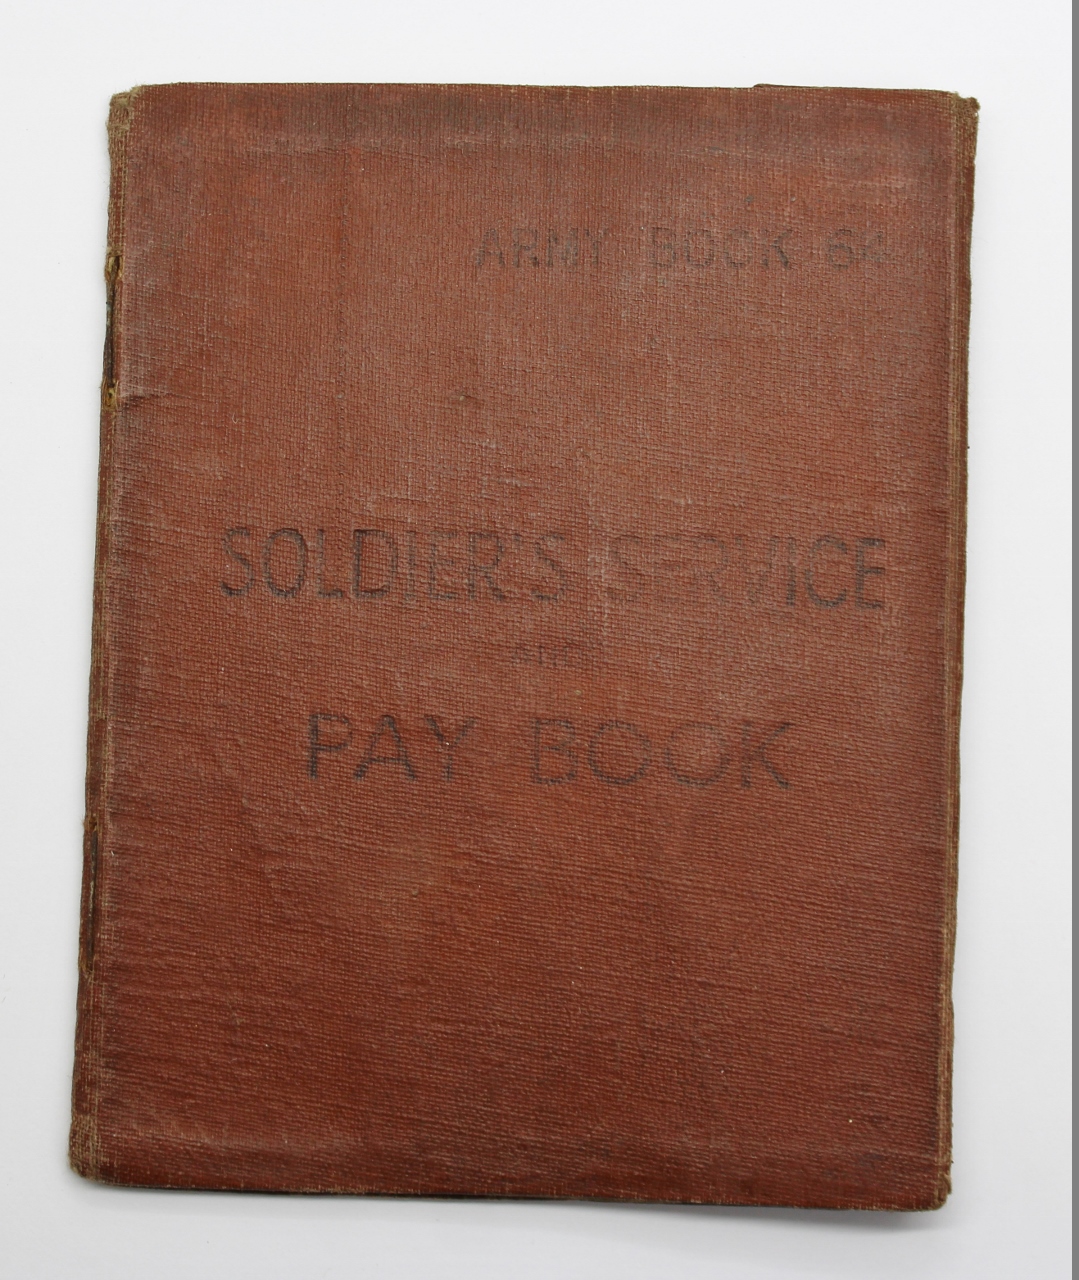 ARMY BOOK 64
SOLDIER'S SERVICE
AND
PAY BOOK